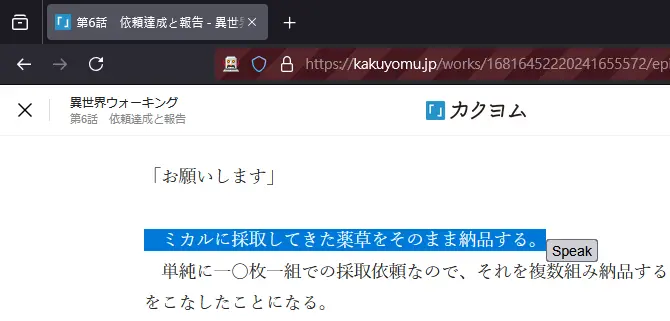 第6話　依頼達成と報告 - 異世界
https://kakuyomu.jp/works/16816452220241655572/epi
異世界ウォーキング
第6話　依頼達成と報告
「」カクヨム
「お願いします」
ミカルに採取してきた薬草をそのまま納品する。
Speak
単純に一〇枚一組での採取依頼なので、それを複数組み納品する
をこなしたことになる。